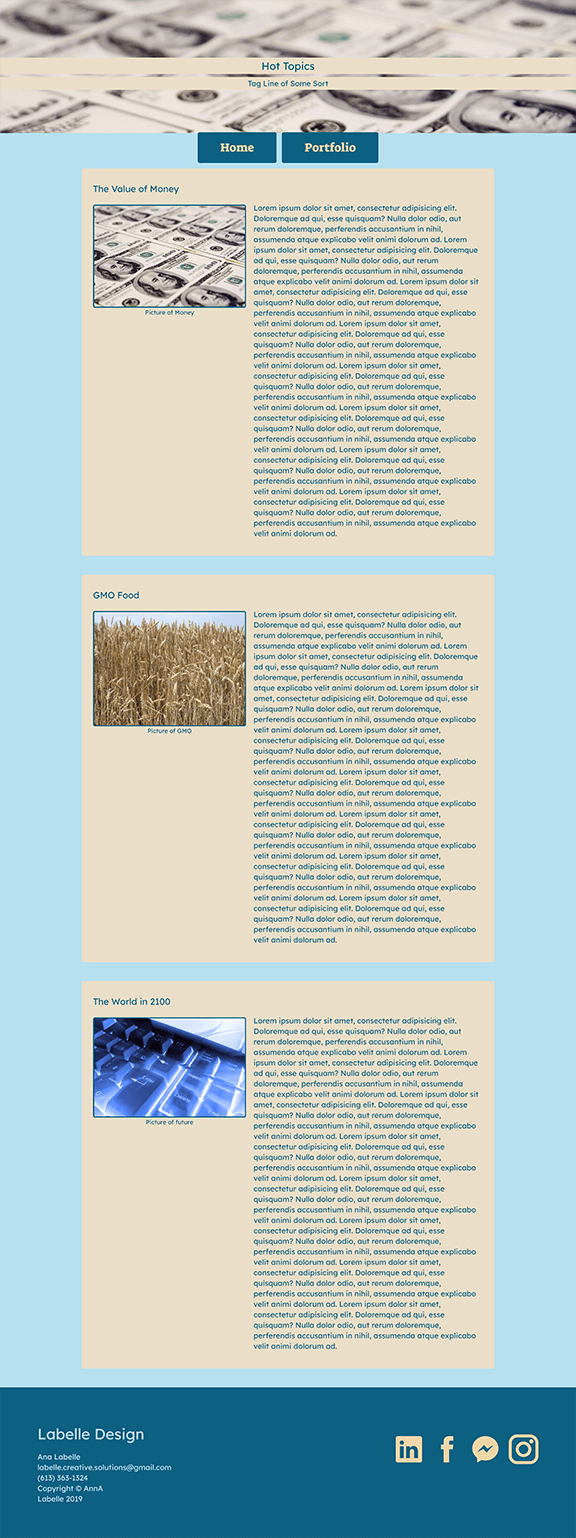 Hot Topics
Tag Line of Some Sort
Home
Portfolio
The Value of Money
Picture of Money
Lorem ipsum dolor sit amet, consectetur adipisicing elit.
Doloremque ad qui, esse quisquam? Nulla dolor odio, aut
rerum doloremque, perferendis accusantium in nihil,
assumenda atque explicabo velit animi dolorum ad. Lorem
ipsum dolor sit amet, consectetur adipisicing elit. Doloremque
ad qui, esse quisquam? Nulla dolor odio, aut rerum
doloremque, perferendis accusantium in nihil, assumenda
atque explicabo velit animi dolorum ad. Lorem ipsum dolor sit
amet, consectetur adipisicing elit. Doloremque ad qui, esse
quisquam? Nulla dolor odio, aut rerum doloremque,
perferendis accusantium in nihil, assumenda atque explicabo
velit animi dolorum ad. Lorem ipsum dolor sit amet,
consectetur adipisicing elit. Doloremque ad qui, esse
quisquam? Nulla dolor odio, aut rerum doloremque,
perferendis accusantium in nihil, assumenda atque explicabo
velit animi dolorum ad. Lorem ipsum dolor sit amet,
consectetur adipisicing elit. Doloremque ad qui, esse
quisquam? Nulla dolor odio, aut rerum doloremque,
perferendis accusantium in nihil, assumenda atque explicabo
velit animi dolorum ad. Lorem ipsum dolor sit amet,
consectetur adipisicing elit. Doloremque ad qui, esse
quisquam? Nulla dolor odio, aut rerum doloremque,
perferendis accusantium in nihil, assumenda atque explicabo
velit animi dolorum ad. Lorem ipsum dolor sit amet,
consectetur adipisicing elit. Doloremque ad qui, esse
quisquam? Nulla dolor odio, aut rerum doloremque,
perferendis accusantium in nihil, assumenda atque explicabo
velit animi dolorum ad. Lorem ipsum dolor sit amet,
consectetur adipisicing elit. Doloremque ad qui, esse
quisquam? Nulla dolor odio, aut rerum doloremque,
perferendis accusantium in nihil, assumenda atque explicabo
velit animi dolorum ad.
GMO Food
Picture of GMO
Lorem ipsum dolor sit amet, consectetur adipisicing elit.
Doloremque ad qui, esse quisquam? Nulla dolor odio, aut
rerum doloremque, perferendis accusantium in nihil,
assumenda atque explicabo velit animi dolorum ad. Lorem
ipsum dolor sit amet, consectetur adipisicing elit. Doloremque
ad qui, esse quisquam? Nulla dolor odio, aut rerum
doloremque, perferendis accusantium in nihil, assumenda
atque explicabo velit animi dolorum ad. Lorem ipsum dolor sit
amet, consectetur adipisicing elit. Doloremque ad qui, esse
quisquam? Nulla dolor odio, aut rerum doloremque,
perferendis accusantium in nihil, assumenda atque explicabo
velit animi dolorum ad. Lorem ipsum dolor sit amet,
consectetur adipisicing elit. Doloremque ad qui, esse
quisquam? Nulla dolor odio, aut rerum doloremque,
perferendis accusantium in nihil, assumenda atque explicabo
velit animi dolorum ad. Lorem ipsum dolor sit amet,
consectetur adipisicing elit. Doloremque ad qui, esse
quisquam? Nulla dolor odio, aut rerum doloremque,
perferendis accusantium in nihil, assumenda atque explicabo
velit animi dolorum ad. Lorem ipsum dolor sit amet,
consectetur adipisicing elit. Doloremque ad qui, esse
quisquam? Nulla dolor odio, aut rerum doloremque,
perferendis accusantium in nihil, assumenda atque explicabo
velit animi dolorum ad. Lorem ipsum dolor sit amet,
consectetur adipisicing elit. Doloremque ad qui, esse
quisquam? Nulla dolor odio, aut rerum doloremque,
perferendis accusantium in nihil, assumenda atque explicabo
velit animi dolorum ad. Lorem ipsum dolor sit amet,
consectetur adipisicing elit. Doloremque ad qui, esse
quisquam? Nulla dolor odio, aut rerum doloremque,
perferendis accusantium in nihil, assumenda atque explicabo
velit animi dolorum ad.
The World in 2100
Picture of future
Lorem ipsum dolor sit amet, consectetur adipisicing elit.
Doloremque ad qui, esse quisquam? Nulla dolor odio, aut
rerum doloremque, perferendis accusantium in nihil,
assumenda atque explicabo velit animi dolorum ad. Lorem
ipsum dolor sit amet, consectetur adipisicing elit. Doloremque
ad qui, esse quisquam? Nulla dolor odio, aut rerum
doloremque, perferendis accusantium in nihil, assumenda
atque explicabo velit animi dolorum ad. Lorem ipsum dolor sit
amet, consectetur adipisicing elit. Doloremque ad qui, esse
quisquam? Nulla dolor odio, aut rerum doloremque,
perferendis accusantium in nihil, assumenda atque explicabo
velit animi dolorum ad. Lorem ipsum dolor sit amet,
consectetur adipisicing elit. Doloremque ad qui, esse
quisquam? Nulla dolor odio, aut rerum doloremque,
perferendis accusantium in nihil, assumenda atque explicabo
velit animi dolorum ad. Lorem ipsum dolor sit amet,
consectetur adipisicing elit. Doloremque ad qui, esse
quisquam? Nulla dolor odio, aut rerum doloremque,
perferendis accusantium in nihil, assumenda atque explicabo
velit animi dolorum ad. Lorem ipsum dolor sit amet,
consectetur adipisicing elit. Doloremque ad qui, esse
quisquam? Nulla dolor odio, aut rerum doloremque,
perferendis accusantium in nihil, assumenda atque explicabo
velit animi dolorum ad. Lorem ipsum dolor sit amet,
consectetur adipisicing elit. Doloremque ad qui, esse
quisquam? Nulla dolor odio, aut rerum doloremque,
perferendis accusantium in nihil, assumenda atque explicabo
velit animi dolorum ad. Lorem ipsum dolor sit amet,
consectetur adipisicing elit. Doloremque ad qui, esse
quisquam? Nulla dolor odio, aut rerum doloremque,
perferendis accusantium in nihil, assumenda atque explicabo
velit animi dolorum ad.
Labelle Design
Ana Labelle
labelle.creative.solutions@gmail.com
(613) 363-1324
Copyright © AnnA
Labelle 2019